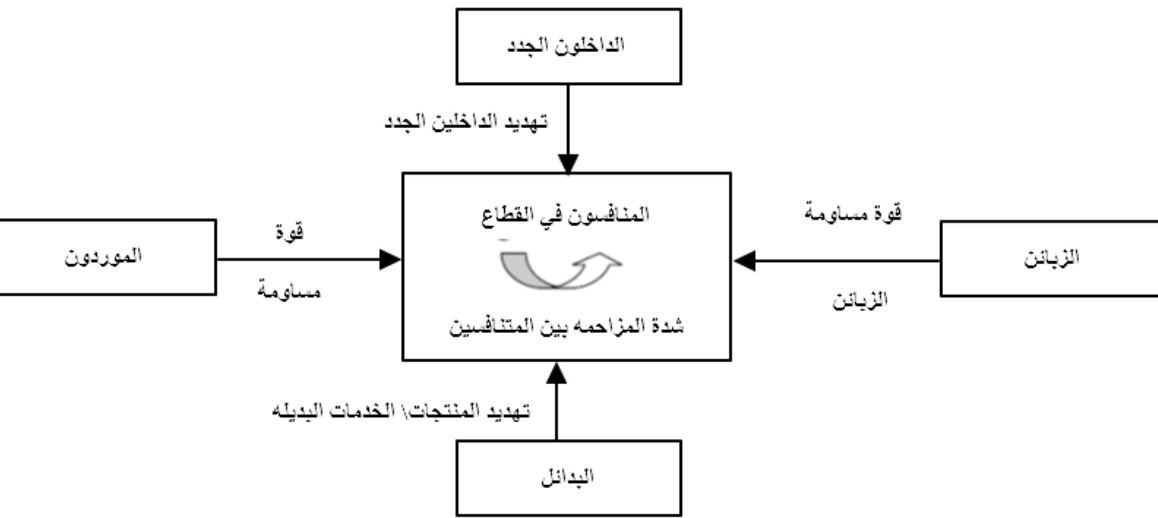 الداخلون الجدد
تهديد الداخلين الجدد
المنافسون في القطاع
قوة مساومة
الزبائن
الزبائن
قوة
مساومة
الموردون
شدة المزاحمه بين المتنافسين
تهديد المنتجات\ الخدمات البديله
البدائل